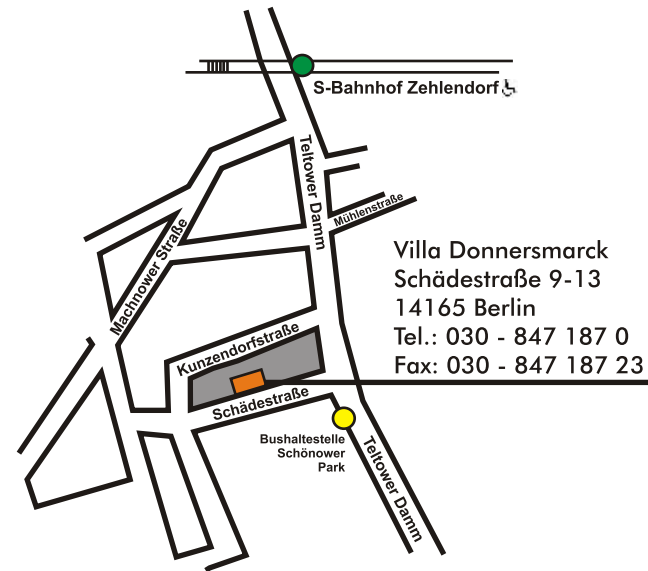 S-Bahnhof Zehlendorf
Teltower Damm
Mühlenstraße
Machnower Straße
Villa Donnersmarck
Schädestraße 9-13
14165 Berlin
Tel.: 030 - 847 187 0
Fax: 030 - 847 187 23
Kunzendorfstraße
Schädestraße
Bushaltestelle
Schönower
Park
Teltower Damm